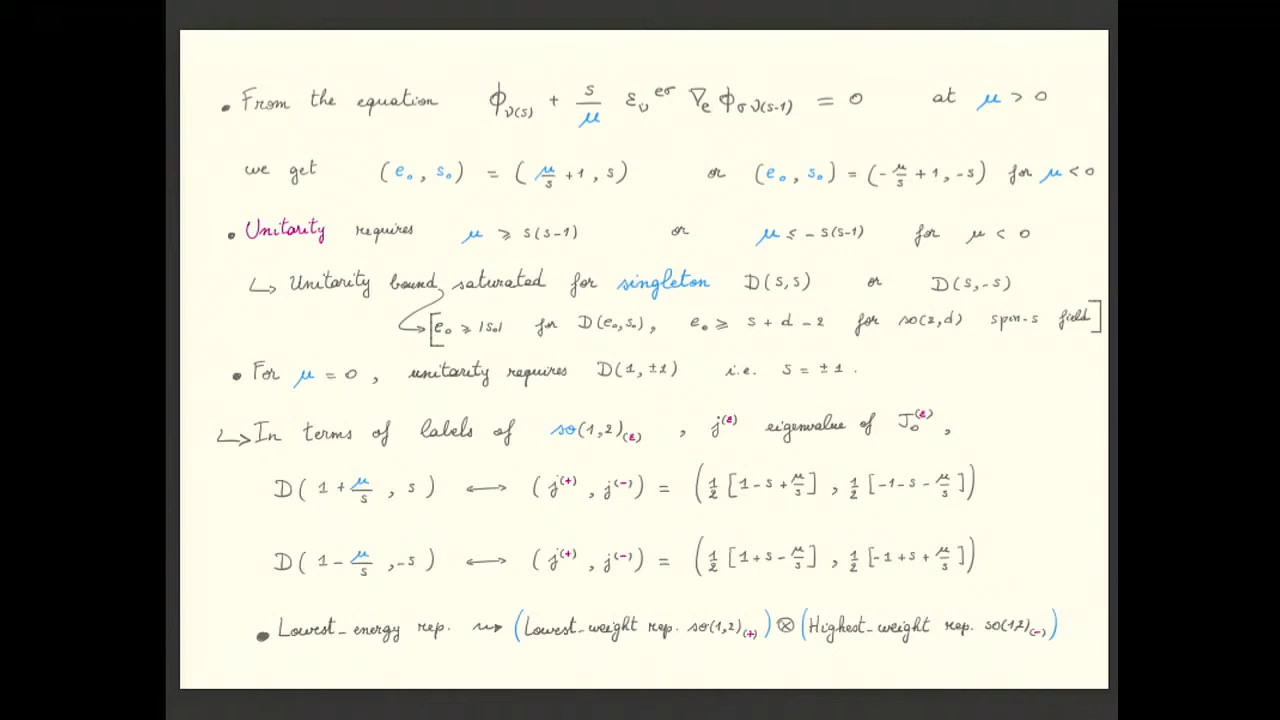 • From the equation ϕ_ν(s) + s/μ ε_ν^{ρσ} ∇_ρ ϕ_{σν(s-1)} = 0 at μ > 0
we get (e₀, s₀) = (μ/s + 1, s) or (e₀, s₀) = (-μ/s + 1, -s) for μ < 0
• Unitarity requires μ ≥ s(s-1) or μ ≤ -s(s-1) for μ < 0
↳ Unitarity bound saturated for singleton D(s,s) or D(s,-s)
→ [e₀ ≥ |s₀| for D(e₀,s₀), e₀ ≥ s + d - 2 for so(2,d) spin-s field]
• For μ = 0, unitarity requires D(1, ±1) i.e. s = ±1.
↳ In terms of labels of so(1,2)_(ε), j^(ε) eigenvalue of J₀^(ε),
D(1 + μ/s, s) ⟷ (j^(+), j^(-)) = (½ [1-s+μ/s], ½ [-1-s-μ/s])
D(1 - μ/s, -s) ⟷ (j^(+), j^(-)) = (½ [1+s-μ/s], ½ [-1+s+μ/s])
• Lowest-energy rep. ⇝ (Lowest-weight rep. so(1,2)_(+)) ⊗ (Highest-weight rep. so(1,2)_(-))